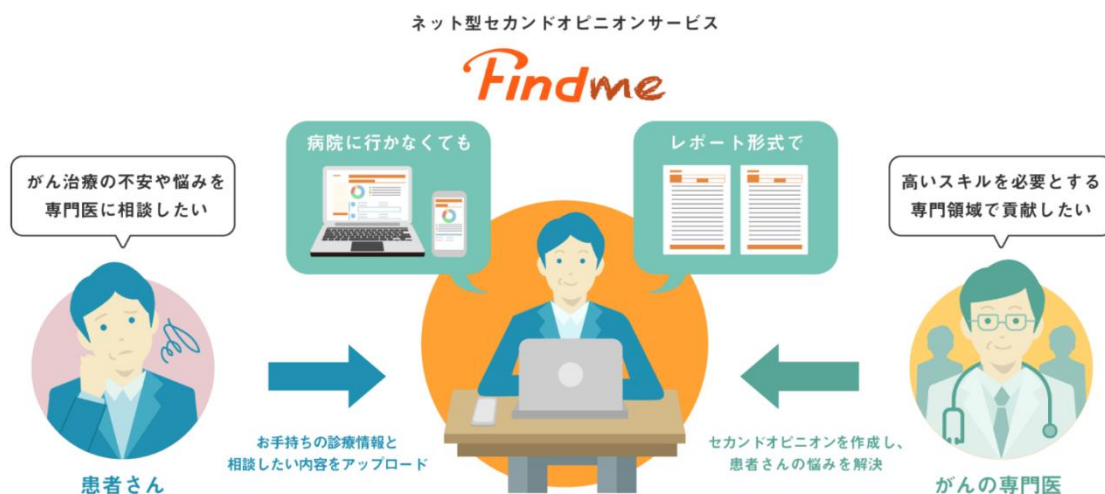 ネット型セカンドオピニオンサービス
Findme
病院に行かなくても
レポート形式で
がん治療の不安や悩みを
専門医に相談したい
高いスキルを必要とする
専門領域で貢献したい
お手持ちの診療情報と
相談したい内容をアップロード
セカンドオピニオンを作成し、
患者さんの悩みを解決
患者さん
がんの専門医